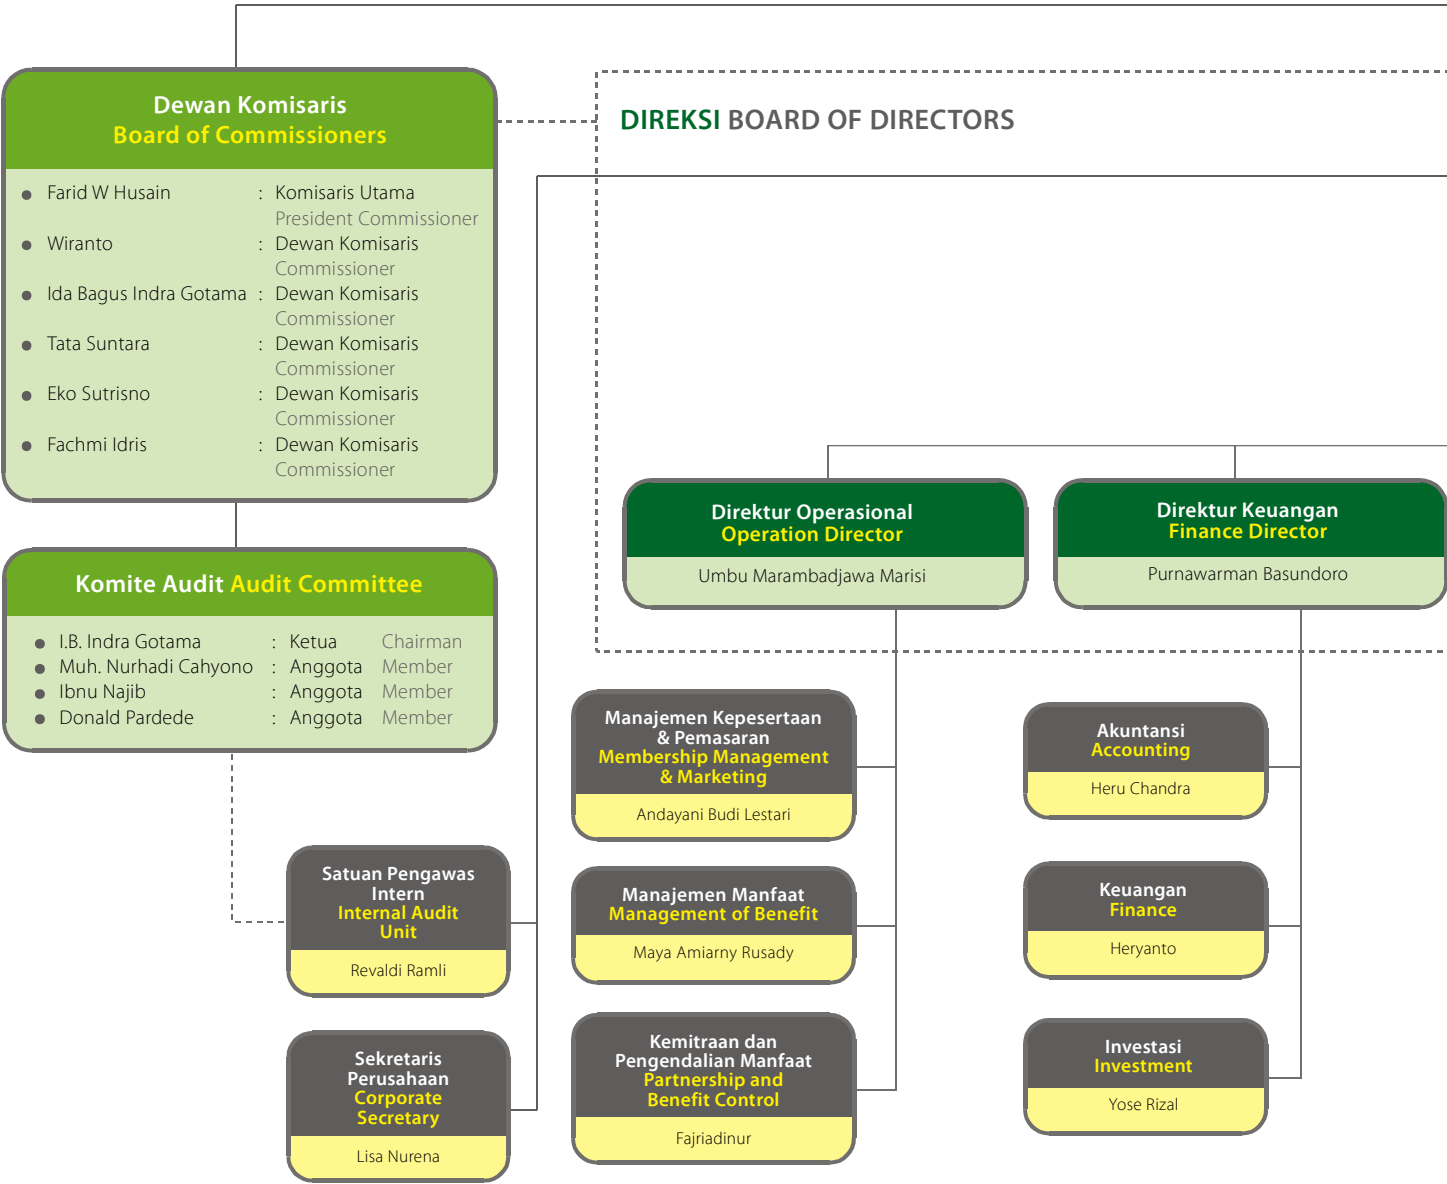 Dewan Komisaris
Board of Commissioners
Farid W Husain : Komisaris Utama
President Commissioner
Wiranto : Dewan Komisaris
Commissioner
Ida Bagus Indra Gotama : Dewan Komisaris
Commissioner
Tata Suntara : Dewan Komisaris
Commissioner
Eko Sutrisno : Dewan Komisaris
Commissioner
Fachmi Idris : Dewan Komisaris
Commissioner
Komite Audit Audit Committee
I.B. Indra Gotama : Ketua Chairman
Muh. Nurhadi Cahyono : Anggota Member
Ibnu Najib : Anggota Member
Donald Pardede : Anggota Member
Satuan Pengawas
Intern
Internal Audit
Unit
Revaldi Ramli
Sekretaris
Perusahaan
Corporate
Secretary
Lisa Nurena
DIREKSI BOARD OF DIRECTORS
Direktur Operasional
Operation Director
Umbu Marambadjawa Marisi
Manajemen Kepesertaan
& Pemasaran
Membership Management
& Marketing
Andayani Budi Lestari
Manajemen Manfaat
Management of Benefit
Maya Amiarny Rusady
Kemitraan dan
Pengendalian Manfaat
Partnership and
Benefit Control
Fajriadinur
Direktur Keuangan
Finance Director
Purnawarman Basundoro
Akuntansi
Accounting
Heru Chandra
Keuangan
Finance
Heryanto
Investasi
Investment
Yose Rizal